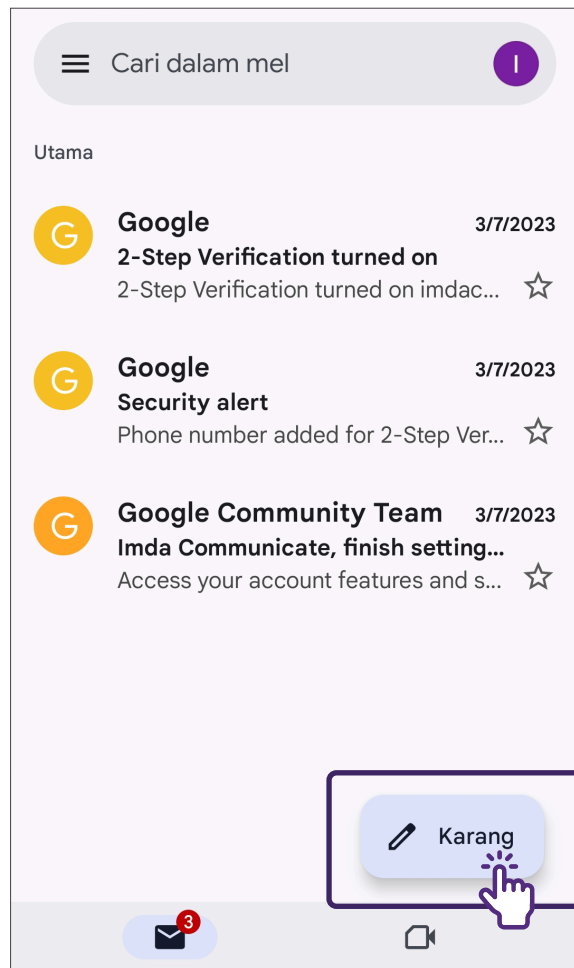 Cari dalam mel
I
Utama
G
Google
3/7/2023
2-Step Verification turned on
2-Step Verification turned on imdac...
G
Google
3/7/2023
Security alert
Phone number added for 2-Step Ver...
G
Google Community Team
3/7/2023
Imda Communicate, finish setting...
Access your account features and s...
Karang
3